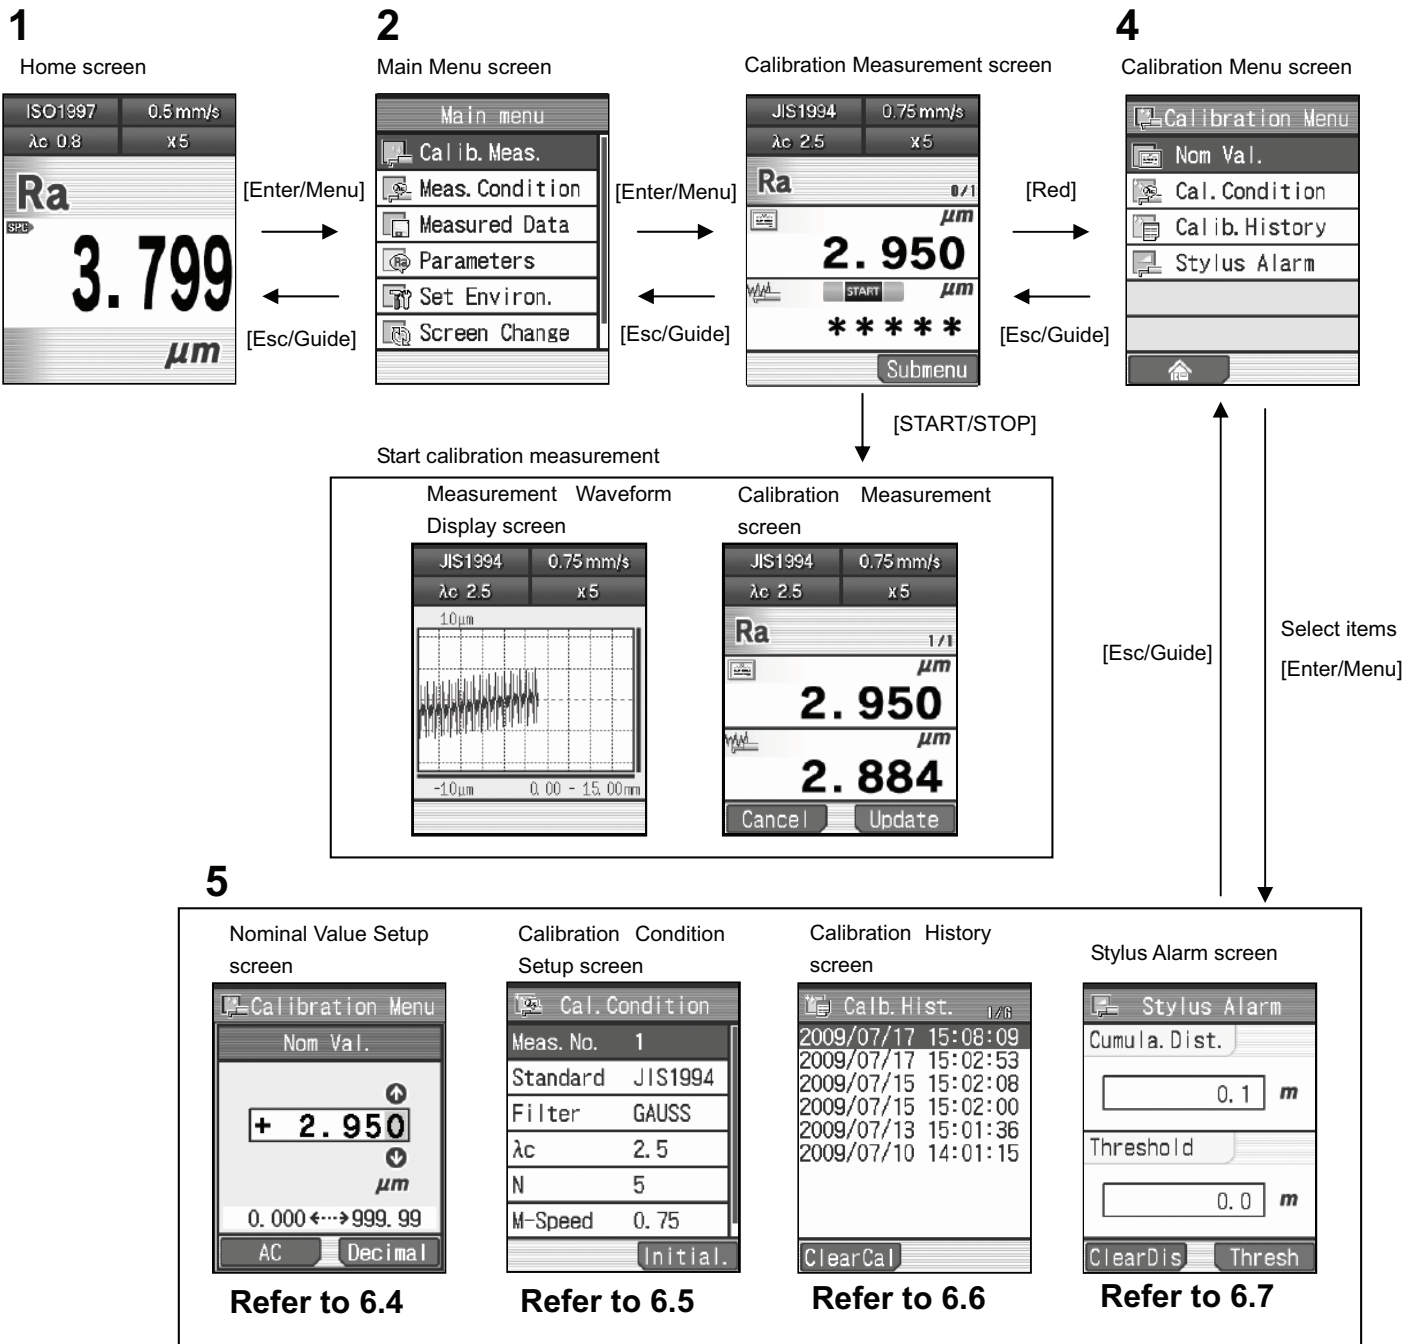 1
Home screen
ISO1997 0.5 mm/s
λc 0.8 x5
Ra
SPC
3.799
μm
[Enter/Menu]
[Esc/Guide]
2
Main Menu screen
Main menu
Calib.Meas.
Meas.Condition
Measured Data
Parameters
Set Environ.
Screen Change
[Enter/Menu]
[Esc/Guide]
Calibration Measurement screen
JIS1994 0.75 mm/s
λc 2.5 x5
Ra 0/1
μm
2.950
START μm
*****
Submenu
[Red]
[Esc/Guide]
4
Calibration Menu screen
Calibration Menu
Nom Val.
Cal.Condition
Calib.History
Stylus Alarm
[START/STOP]
Start calibration measurement
Measurement Waveform
Display screen
JIS1994 0.75 mm/s
λc 2.5 x5
10μm
-10μm 0.00 - 15.00mm
Calibration Measurement
screen
JIS1994 0.75 mm/s
λc 2.5 x5
Ra 1/1
μm
2.950
μm
2.884
Cancel Update
[Esc/Guide]
Select items
[Enter/Menu]
5
Nominal Value Setup
screen
Calibration Menu
Nom Val.
+ 2.950
μm
0.000 ←···→ 999.99
AC Decimal
Refer to 6.4
Calibration Condition
Setup screen
Cal.Condition
Meas. No. 1
Standard JIS1994
Filter GAUSS
λc 2.5
N 5
M-Speed 0.75
Initial.
Refer to 6.5
Calibration History
screen
Calb.Hist. 1/6
2009/07/17 15:08:09
2009/07/17 15:02:53
2009/07/15 15:02:08
2009/07/15 15:02:00
2009/07/13 15:01:36
2009/07/10 14:01:15
ClearCal
Refer to 6.6
Stylus Alarm screen
Stylus Alarm
Cumula.Dist.
0.1 m
Threshold
0.0 m
ClearDis Thresh
Refer to 6.7